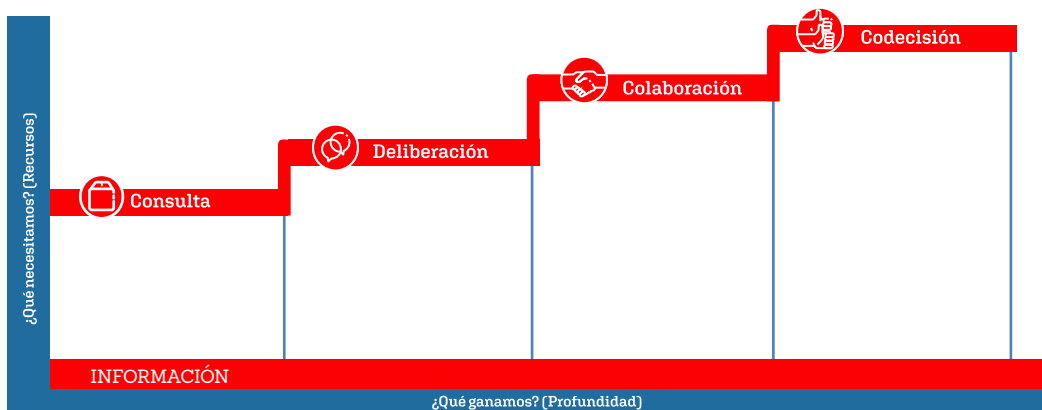 Codecisión
Colaboración
Deliberación
Consulta
¿Qué necesitamos? (Recursos)
INFORMACIÓN
¿Qué ganamos? (Profundidad)